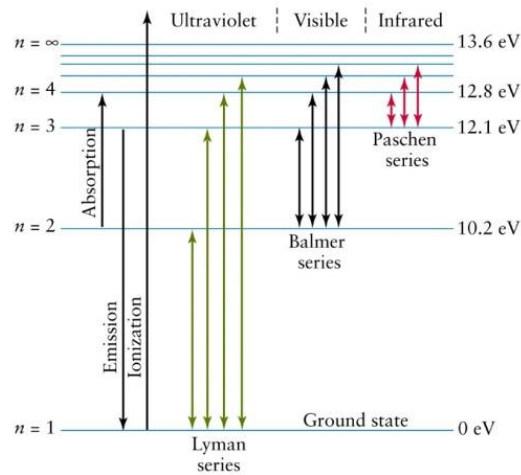 Ultraviolet | Visible | Infrared
n = ∞ 13.6 eV
n = 4 12.8 eV
n = 3 12.1 eV
Absorption
Paschen
series
n = 2 10.2 eV
Balmer
series
Emission
Ionization
Ground state
n = 1 0 eV
Lyman
series